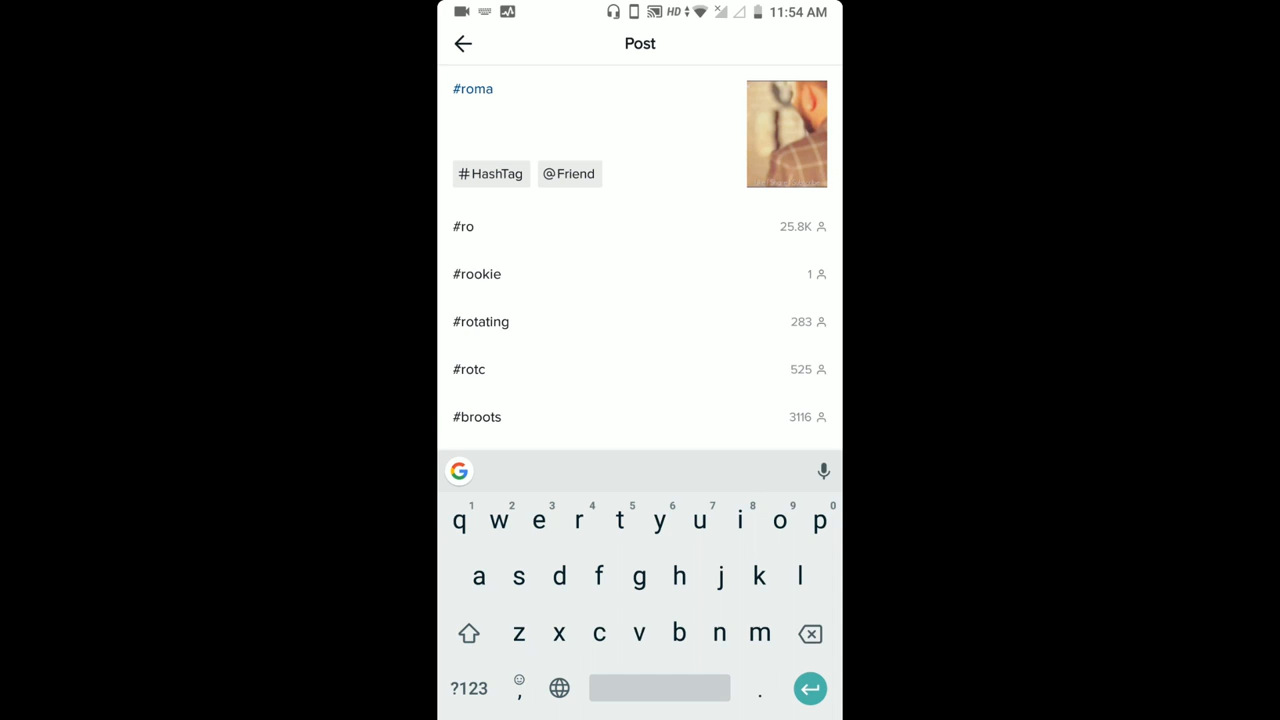 HD 11:54 AM
Post
#roma
#HashTag @Friend
#ro 25.8K
#rookie 1
#rotating 283
#rotc 525
#broots 3116
G
1 2 3 4 5 6 7 8 9 0
q w e r t y u i o p
a s d f g h j k l
z x c v b n m
?123 , .